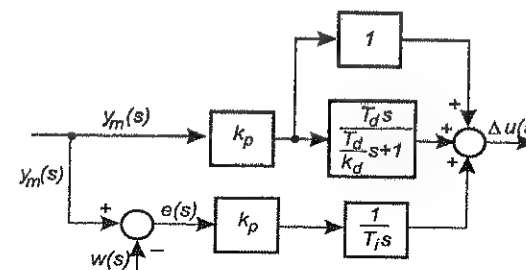 1
+
y_m(s)
k_p
T_d s
T_d/k_d s+1
+
Δu(s
+
y_m(s)
+
e(s)
k_p
1
T_i s
w(s)
−